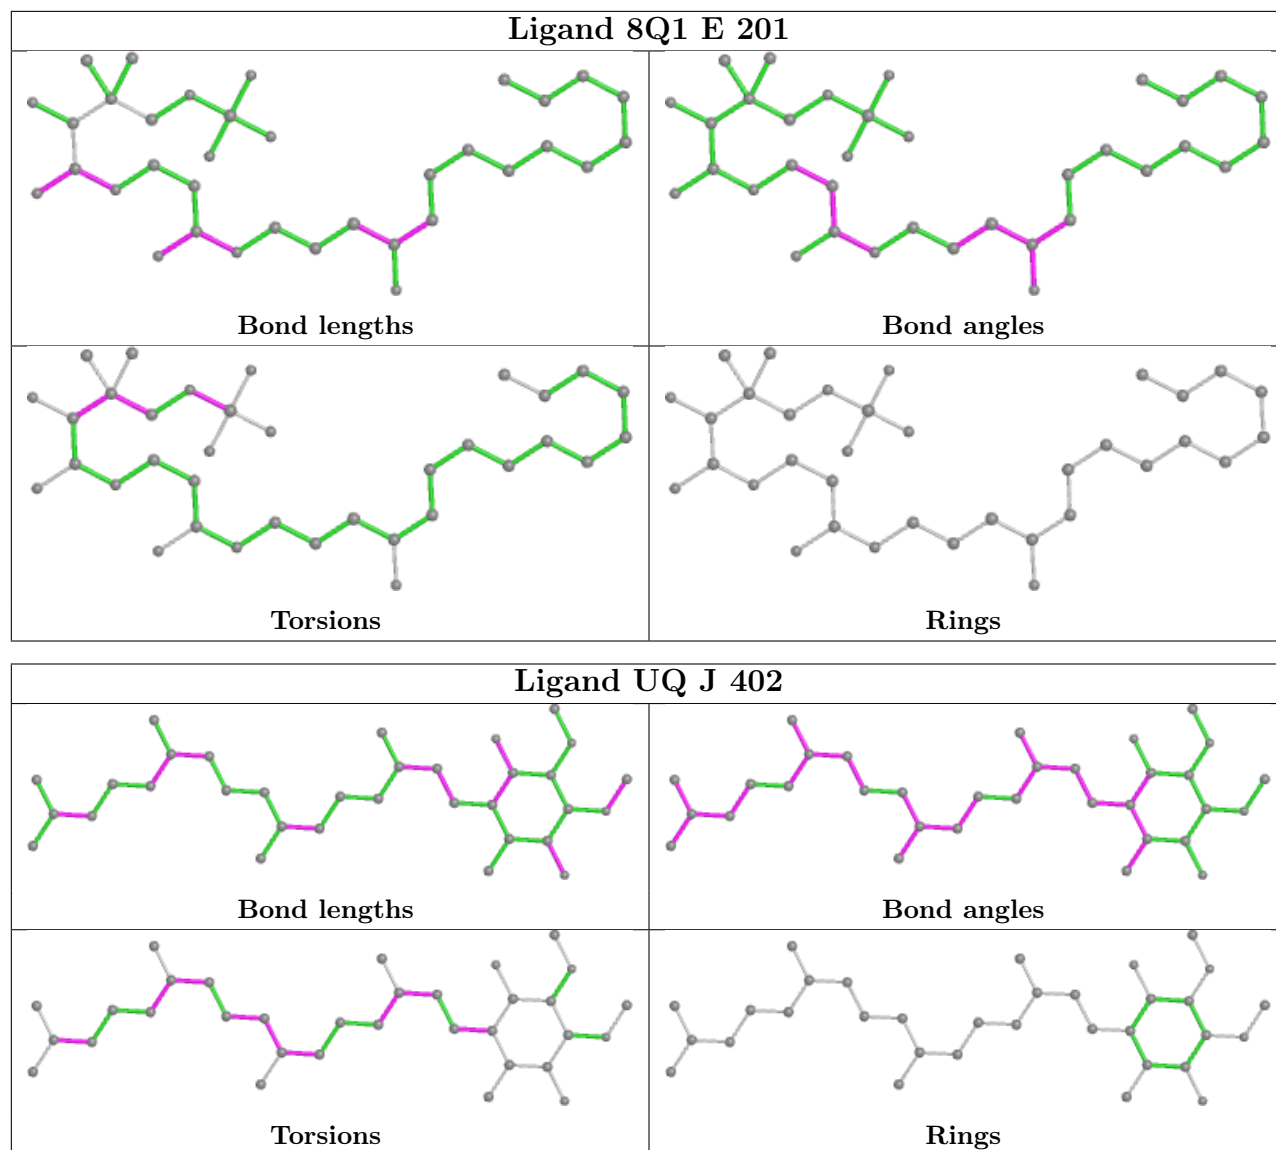 Ligand 8Q1 E 201
Bond lengths
Bond angles
Torsions
Rings
Ligand UQ J 402
Bond lengths
Bond angles
Torsions
Rings